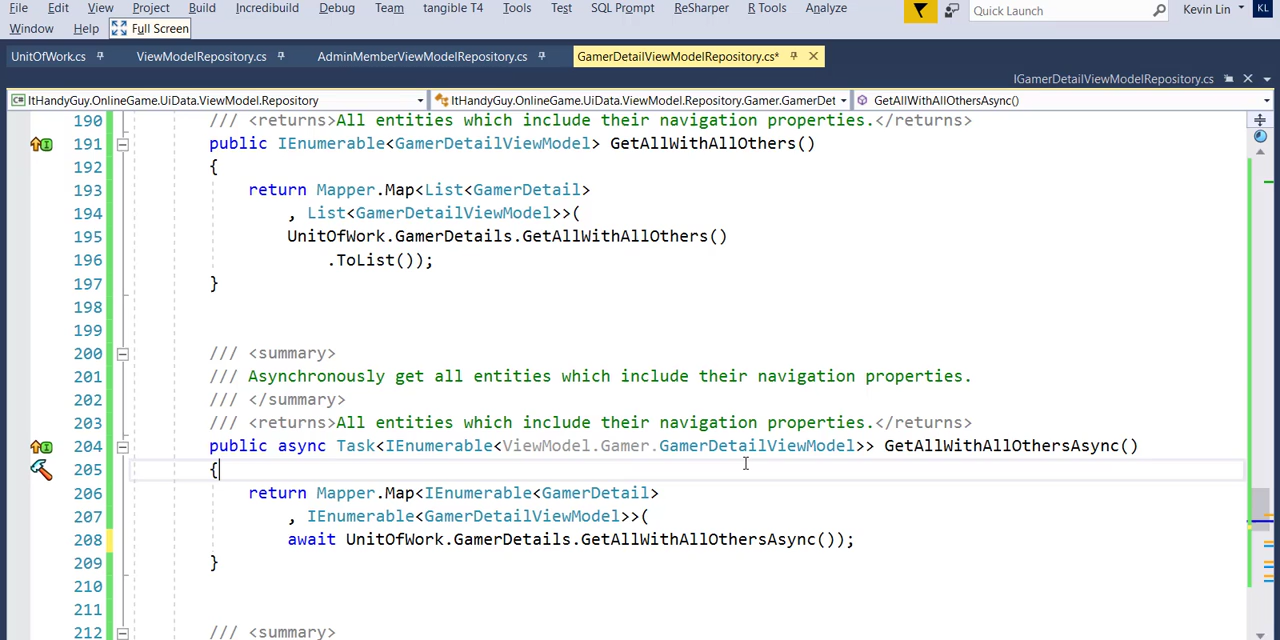 File Edit View Project Build Incredibuild Debug Team tangible T4 Tools Test SQL Prompt ReSharper R Tools Analyze Quick Launch Kevin Lin KL
Window Help Full Screen
UnitOfWork.cs ViewModelRepository.cs AdminMemberViewModelRepository.cs GamerDetailViewModelRepository.cs*
IGamerDetailViewModelRepository.cs
C# ItHandyGuy.OnlineGame.UiData.ViewModel.Repository ItHandyGuy.OnlineGame.UiData.ViewModel.Repository.Gamer.GamerDet GetAllWithAllOthersAsync()
190 /// <returns>All entities which include their navigation properties.</returns>
191 public IEnumerable<GamerDetailViewModel> GetAllWithAllOthers()
192 {
193 return Mapper.Map<List<GamerDetail>
194 , List<GamerDetailViewModel>>(
195 UnitOfWork.GamerDetails.GetAllWithAllOthers()
196 .ToList());
197 }
198
199
200 /// <summary>
201 /// Asynchronously get all entities which include their navigation properties.
202 /// </summary>
203 /// <returns>All entities which include their navigation properties.</returns>
204 public async Task<IEnumerable<ViewModel.Gamer.GamerDetailViewModel>> GetAllWithAllOthersAsync()
205 {
206 return Mapper.Map<IEnumerable<GamerDetail>
207 , IEnumerable<GamerDetailViewModel>>(
208 await UnitOfWork.GamerDetails.GetAllWithAllOthersAsync());
209 }
210
211
212 /// <summary>